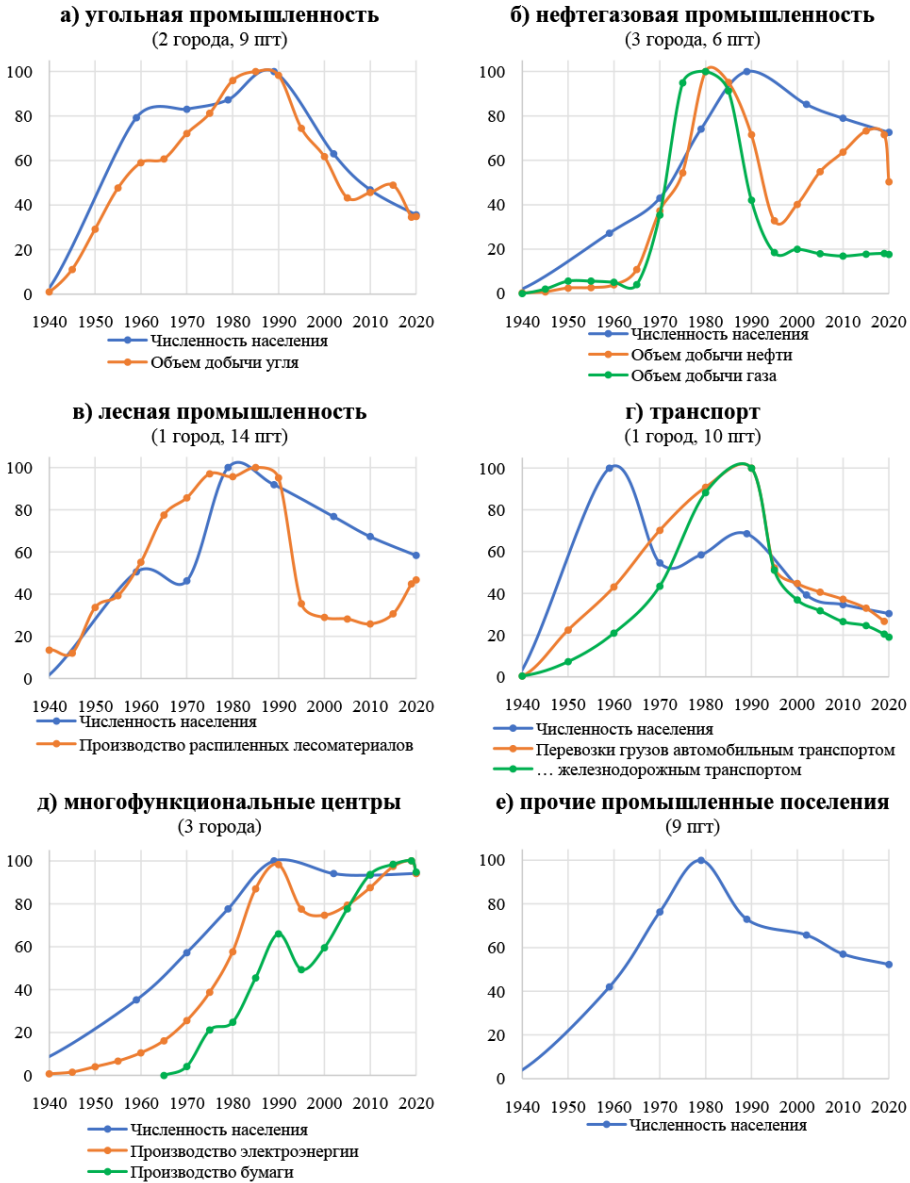 а) угольная промышленность
(2 города, 9 пгт)
100
80
60
40
20
0
1940 1950 1960 1970 1980 1990 2000 2010 2020
Численность населения
Объем добычи угля
б) нефтегазовая промышленность
(3 города, 6 пгт)
100
80
60
40
20
0
1940 1950 1960 1970 1980 1990 2000 2010 2020
Численность населения
Объем добычи нефти
Объем добычи газа
в) лесная промышленность
(1 город, 14 пгт)
100
80
60
40
20
0
1940 1950 1960 1970 1980 1990 2000 2010 2020
Численность населения
Производство распиленных лесоматериалов
г) транспорт
(1 город, 10 пгт)
100
80
60
40
20
0
1940 1950 1960 1970 1980 1990 2000 2010 2020
Численность населения
Перевозки грузов автомобильным транспортом
… железнодорожным транспортом
д) многофункциональные центры
(3 города)
100
80
60
40
20
0
1940 1950 1960 1970 1980 1990 2000 2010 2020
Численность населения
Производство электроэнергии
Производство бумаги
е) прочие промышленные поселения
(9 пгт)
100
80
60
40
20
0
1940 1950 1960 1970 1980 1990 2000 2010 2020
Численность населения